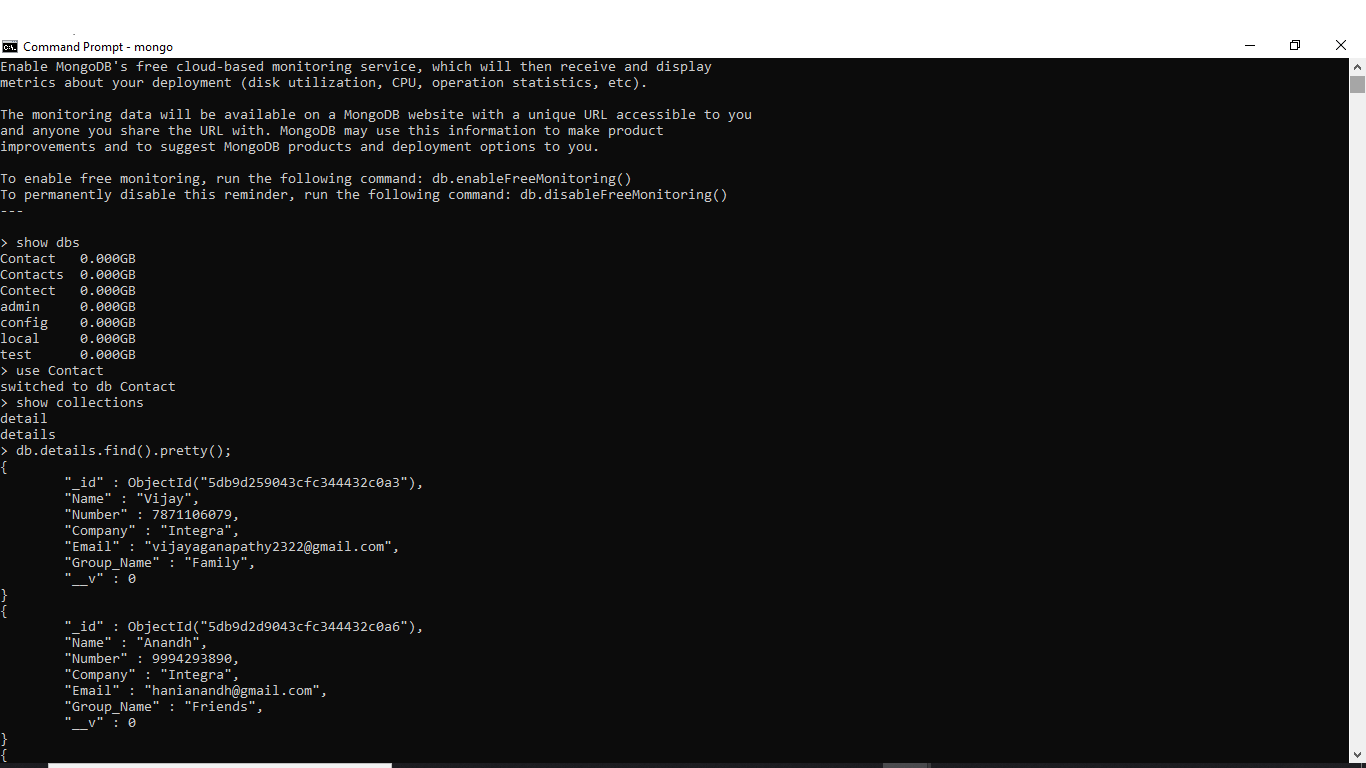 Command Prompt - mongo
Enable MongoDB's free cloud-based monitoring service, which will then receive and display
metrics about your deployment (disk utilization, CPU, operation statistics, etc).
The monitoring data will be available on a MongoDB website with a unique URL accessible to you
and anyone you share the URL with. MongoDB may use this information to make product
improvements and to suggest MongoDB products and deployment options to you.
To enable free monitoring, run the following command: db.enableFreeMonitoring()
To permanently disable this reminder, run the following command: db.disableFreeMonitoring()
---
> show dbs
Contact   0.000GB
Contacts  0.000GB
Contect   0.000GB
admin     0.000GB
config    0.000GB
local     0.000GB
test      0.000GB
> use Contact
switched to db Contact
> show collections
detail
details
> db.details.find().pretty();
{
        "_id" : ObjectId("5db9d259043cfc344432c0a3"),
        "Name" : "Vijay",
        "Number" : 7871106079,
        "Company" : "Integra",
        "Email" : "vijayaganapathy2322@gmail.com",
        "Group_Name" : "Family",
        "__v" : 0
}
{
        "_id" : ObjectId("5db9d2d9043cfc344432c0a6"),
        "Name" : "Anandh",
        "Number" : 9994293890,
        "Company" : "Integra",
        "Email" : "hanianandh@gmail.com",
        "Group_Name" : "Friends",
        "__v" : 0
}
{